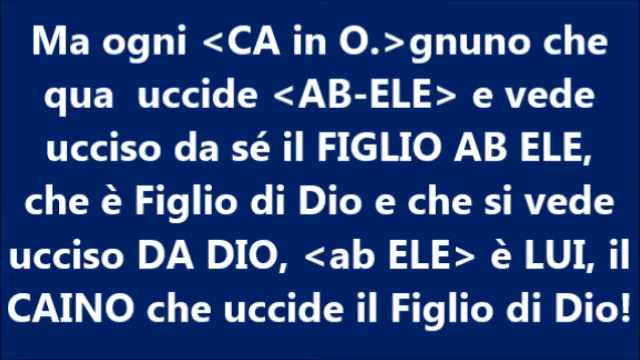 Ma ogni <CA in O.>gnuno che
qua uccide <AB-ELE> e vede
ucciso da sé il FIGLIO AB ELE,
che è Figlio di Dio e che si vede
ucciso DA DIO, <ab ELE> è LUI, il
CAINO che uccide il Figlio di Dio!